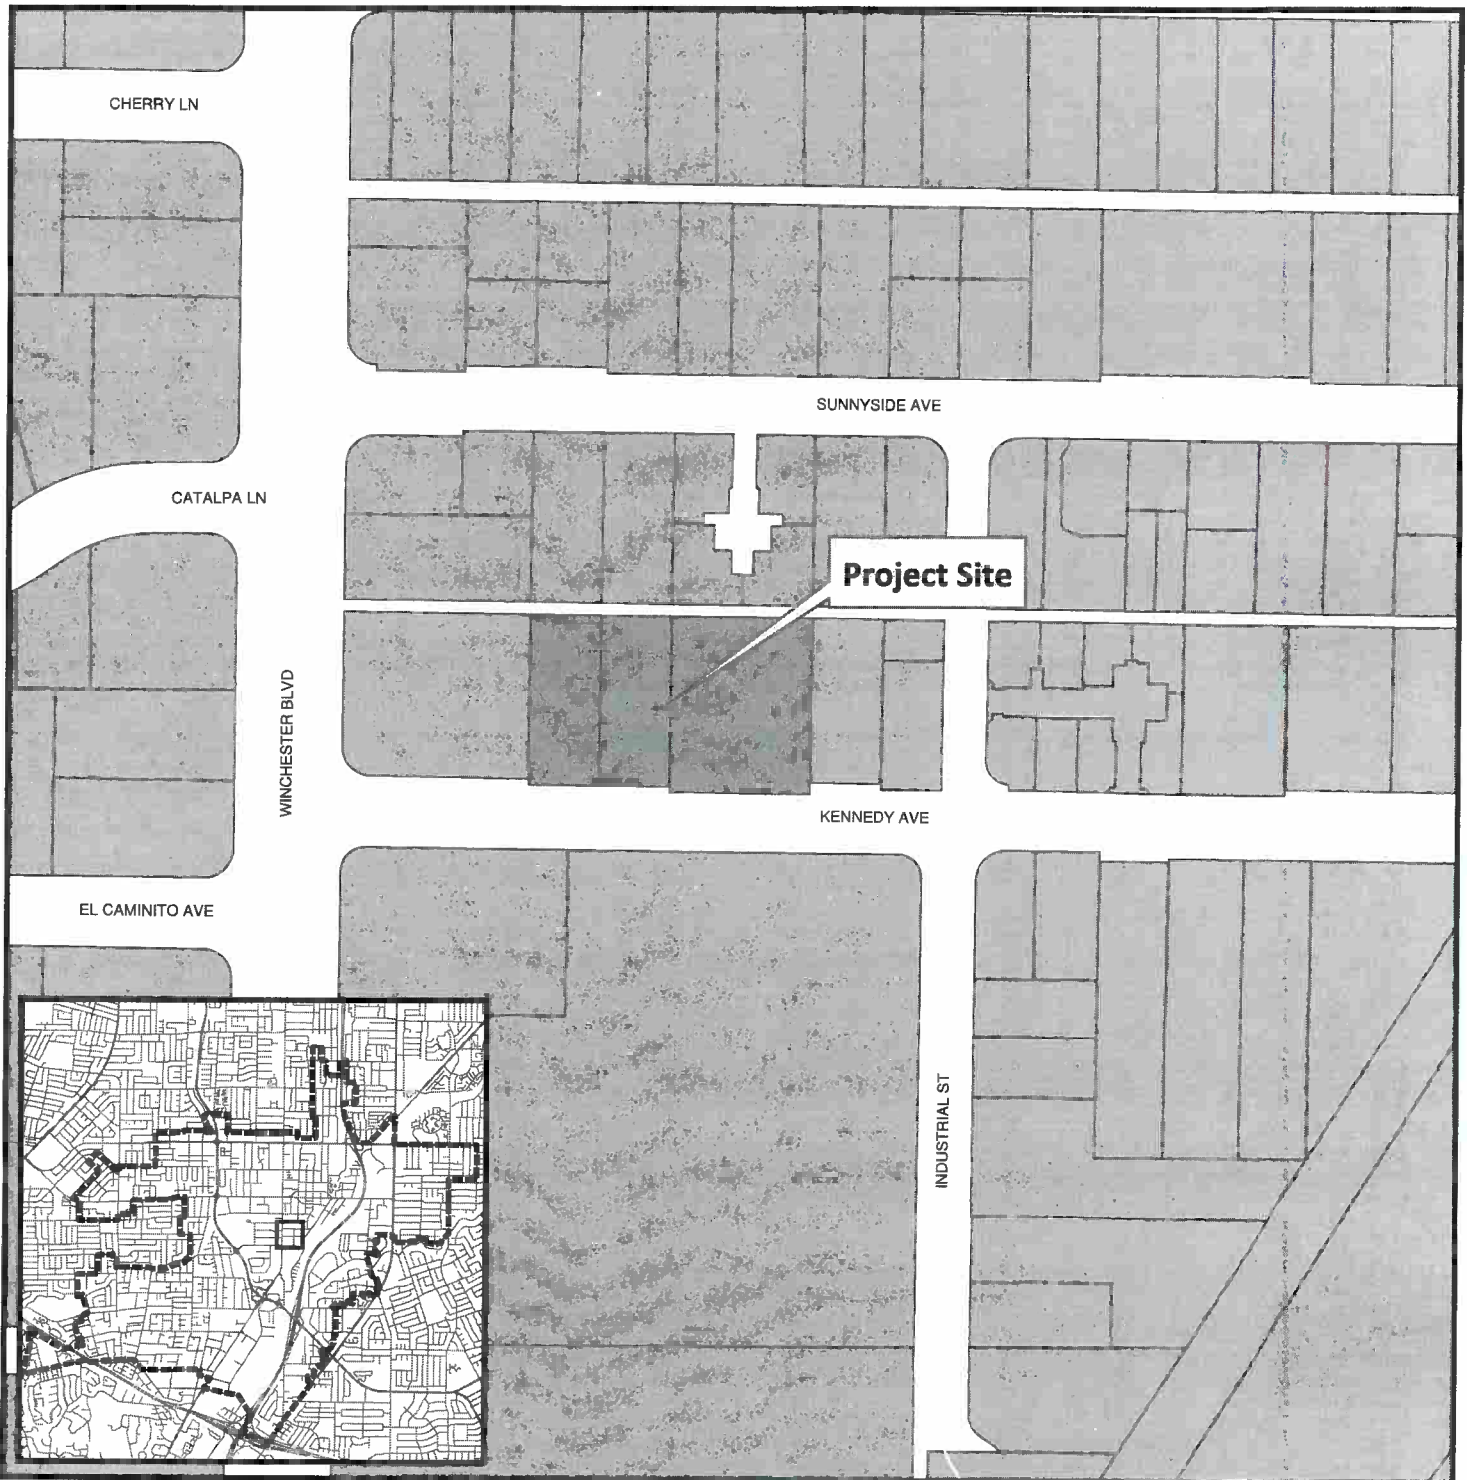 CHERRY LN
SUNNYSIDE AVE
CATALPA LN
Project Site
WINCHESTER BLVD
KENNEDY AVE
EL CAMINITO AVE
INDUSTRIAL ST